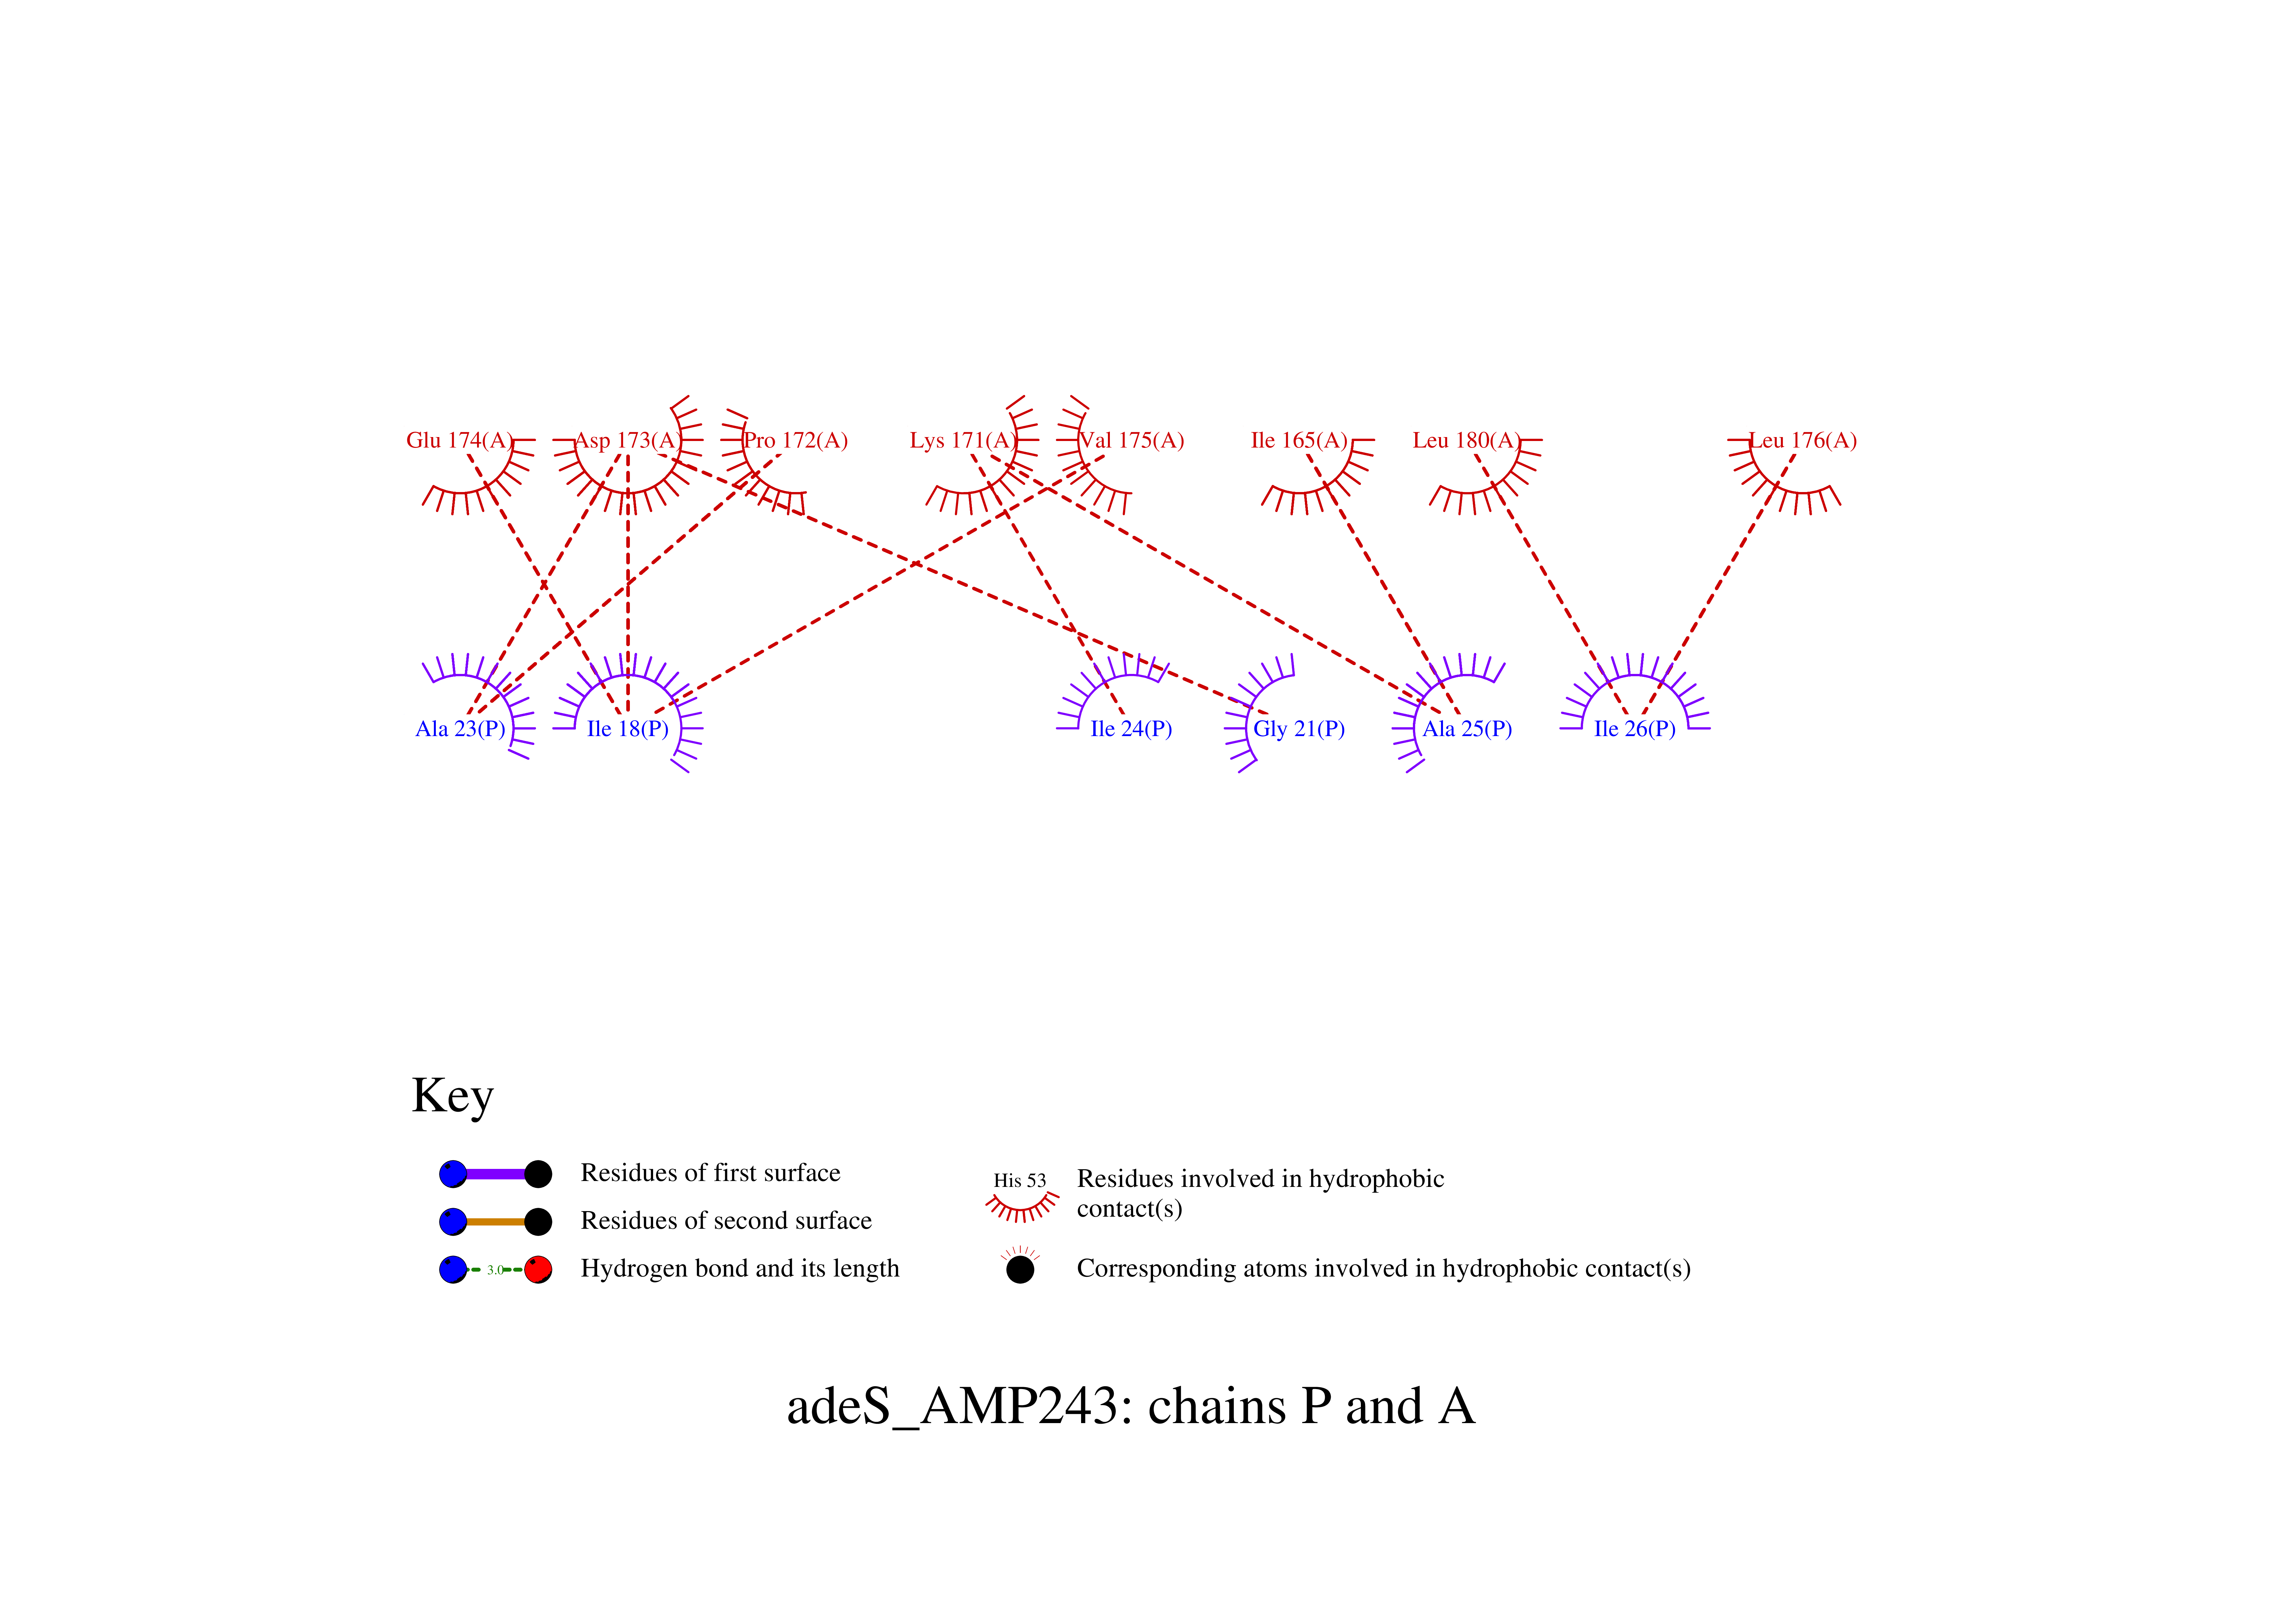 Glu 174(A) Asp 173(A) Pro 172(A) Lys 171(A) Val 175(A) Ile 165(A) Leu 180(A) Leu 176(A)
Ala 23(P) Ile 18(P) Ile 24(P) Gly 21(P) Ala 25(P) Ile 26(P)
Key
Residues of first surface
Residues of second surface
3.0 Hydrogen bond and its length
His 53 Residues involved in hydrophobic
contact(s)
Corresponding atoms involved in hydrophobic contact(s)
adeS_AMP243: chains P and A